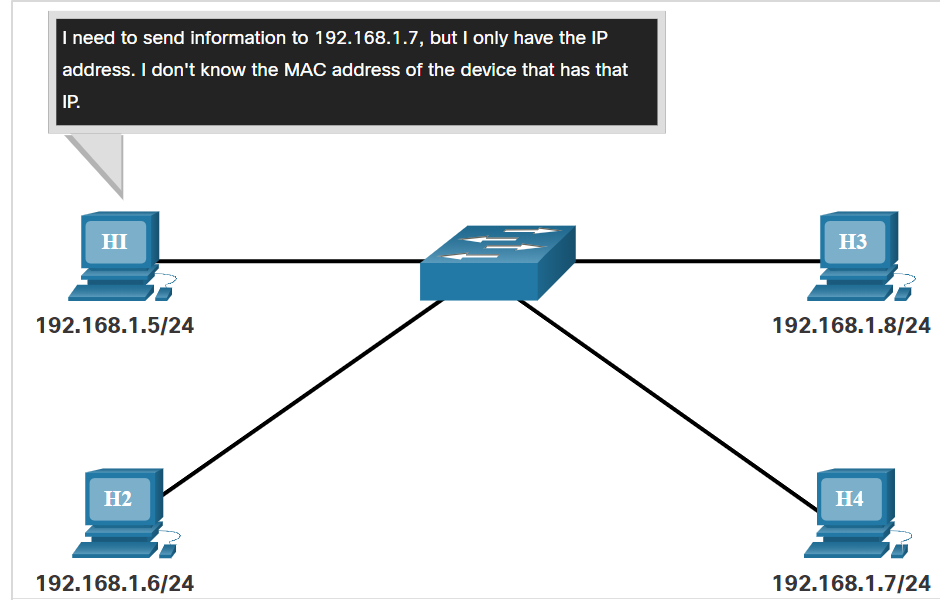 I need to send information to 192.168.1.7, but I only have the IP
address. I don't know the MAC address of the device that has that
IP.
HI
H3
192.168.1.5/24
192.168.1.8/24
H2
H4
192.168.1.6/24
192.168.1.7/24